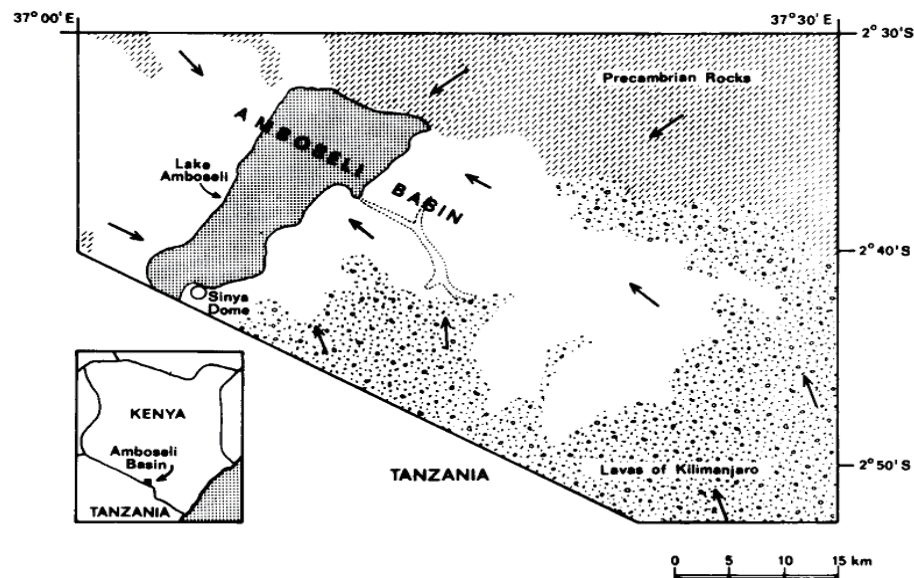 37° 00' E
37° 30' E
2° 30' S
Precambrian Rocks
AMBOSELI
BASIN
Lake
Amboseli
2° 40' S
Sinya
Dome
KENYA
Amboseli
Basin
TANZANIA
TANZANIA
Lavas of Kilimanjaro
2° 50' S
0 5 10 15 km